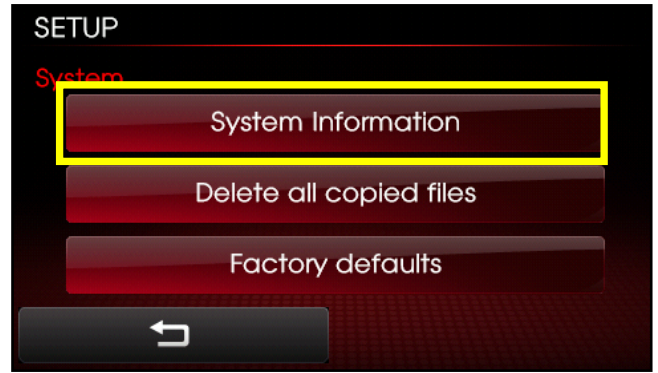 SETUP
System
System Information
Delete all copied files
Factory defaults